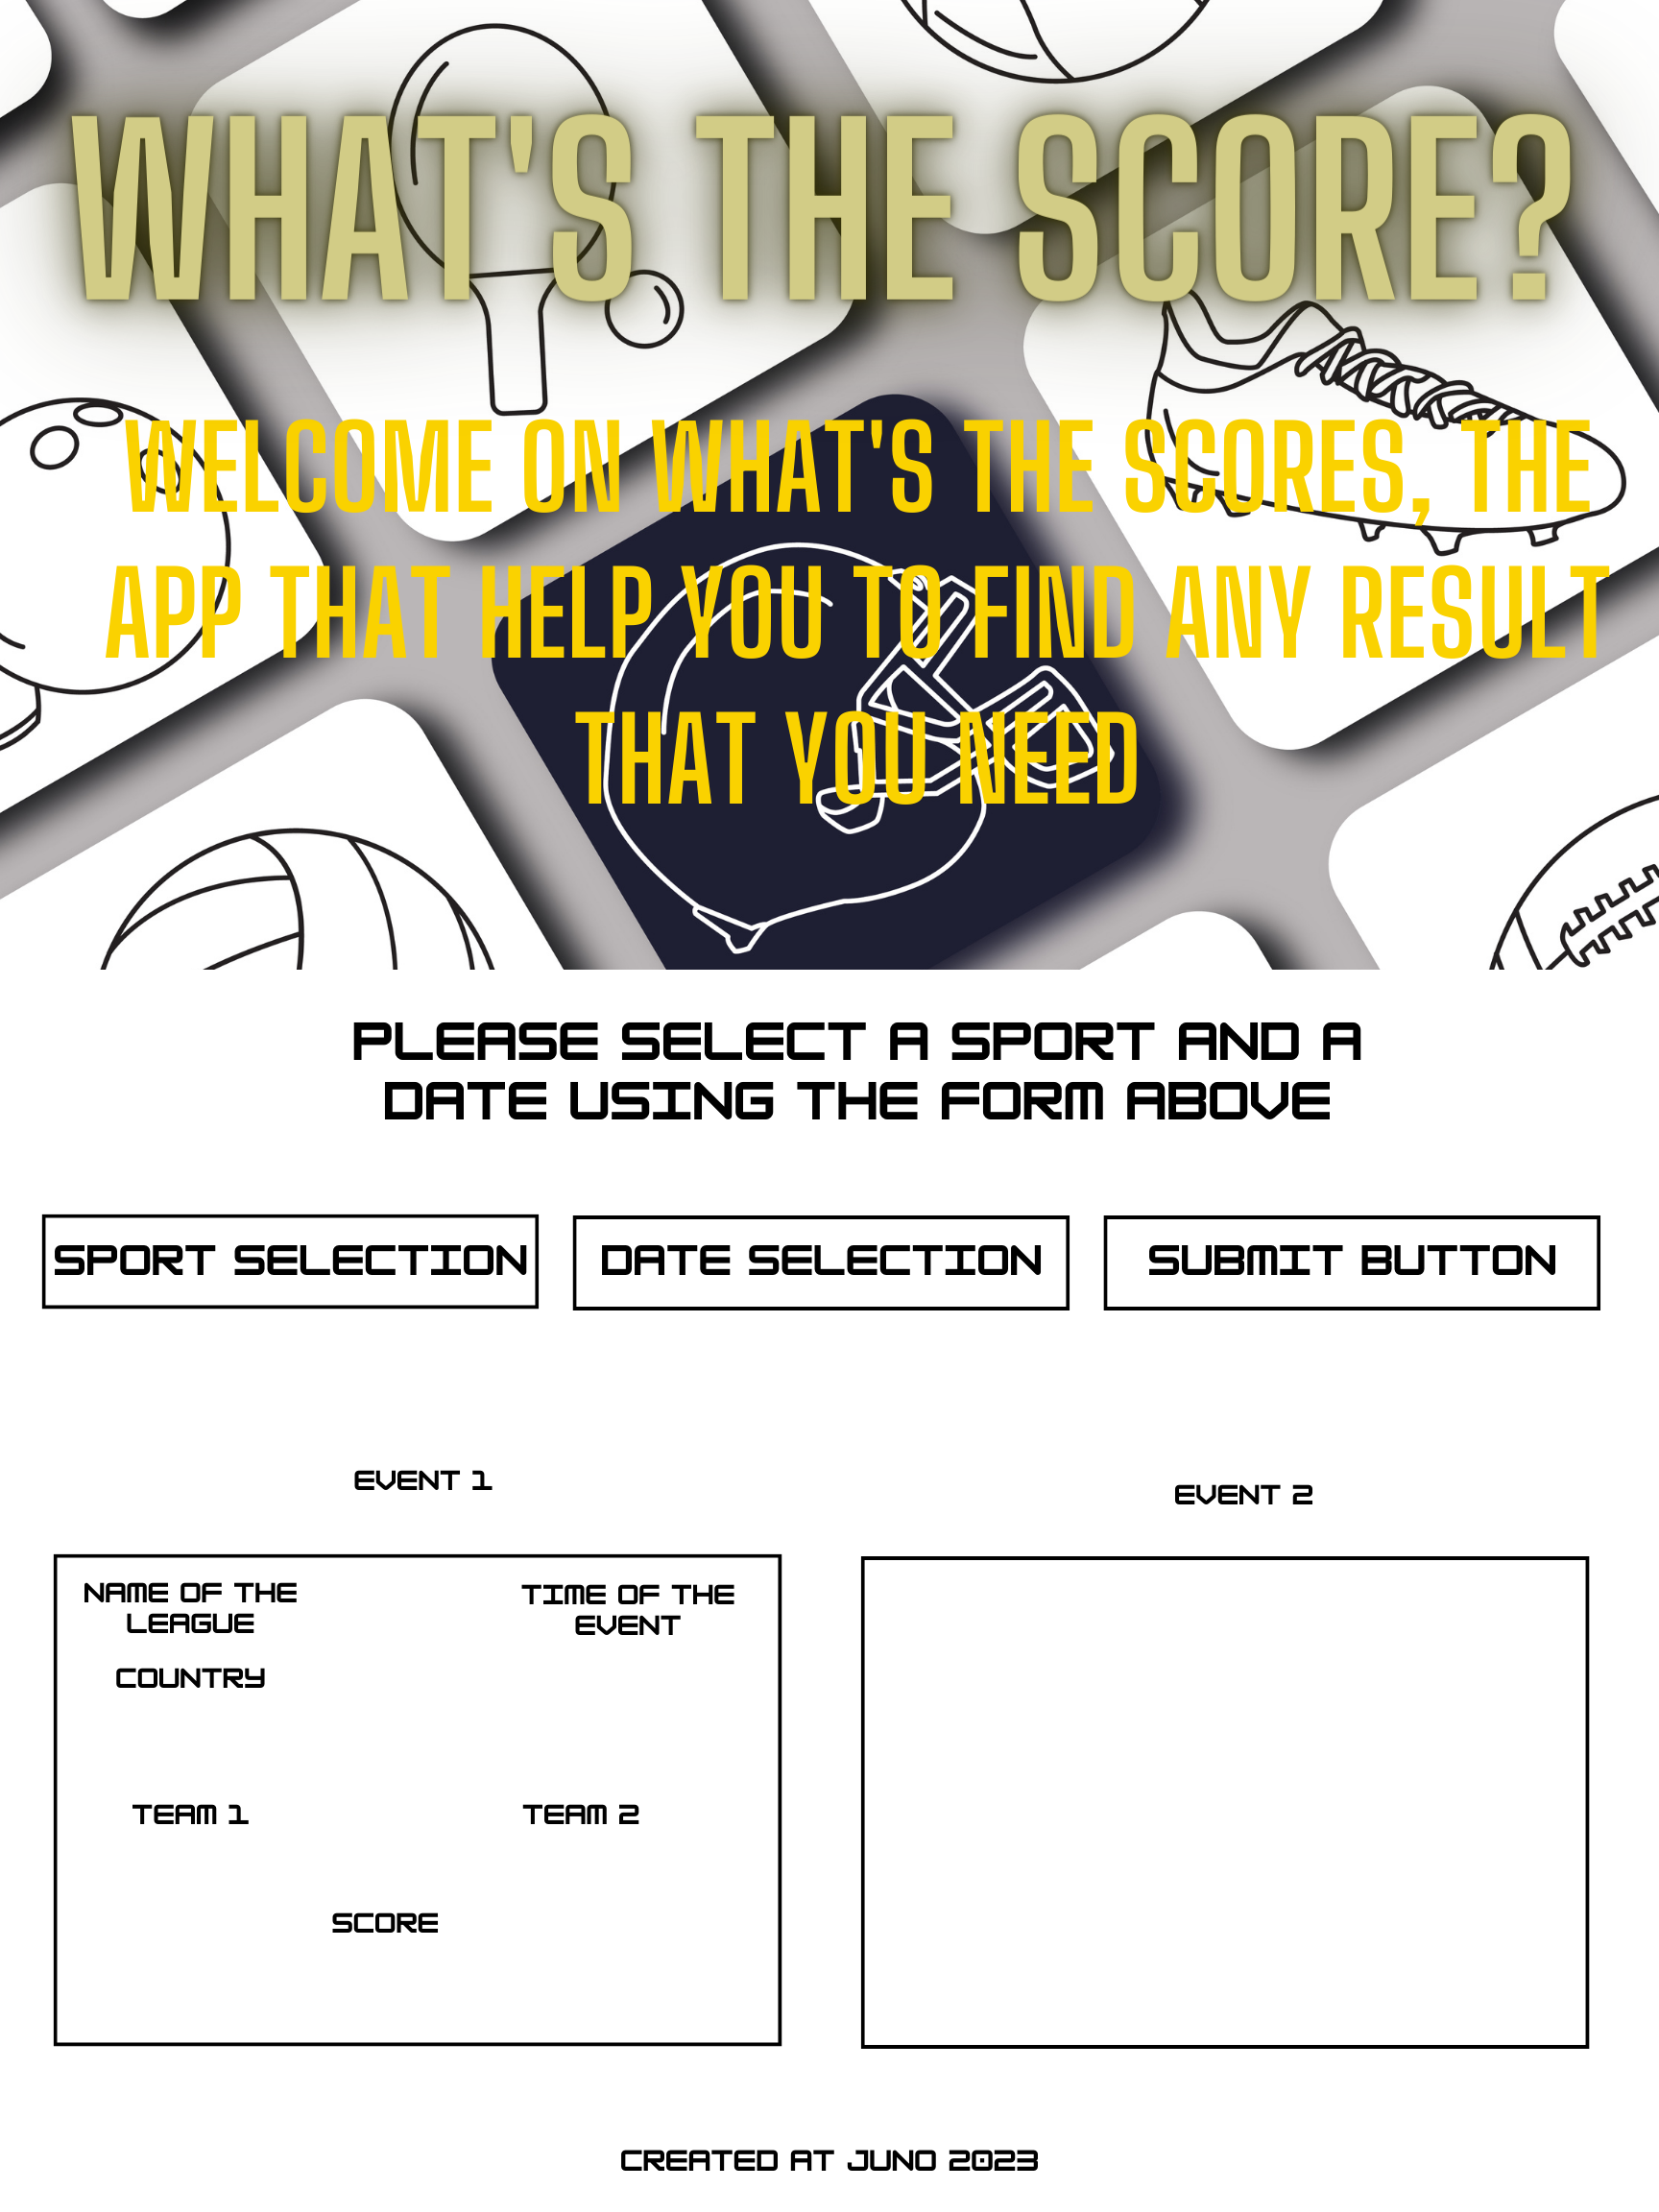 WHAT'S THE SCORE?
WELCOME ON WHAT'S THE SCORES, THE
APP THAT HELP YOU TO FIND ANY RESULT
THAT YOU NEED
PLEASE SELECT A SPORT AND A
DATE USING THE FORM ABOVE
SPORT SELECTION
DATE SELECTION
SUBMIT BUTTON
EVENT 1
EVENT 2
NAME OF THE
LEAGUE
TIME OF THE
EVENT
COUNTRY
TEAM 1
TEAM 2
SCORE
CREATED AT JUNO 2023